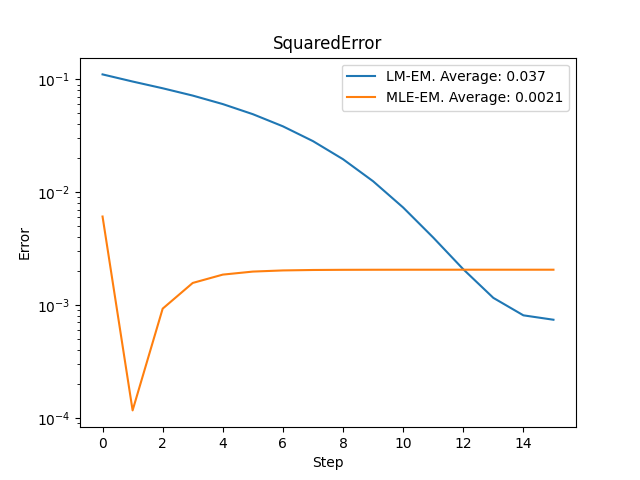 SquaredError
LM-EM. Average: 0.037
MLE-EM. Average: 0.0021
10⁻¹
10⁻²
10⁻³
10⁻⁴
Error
0 2 4 6 8 10 12 14
Step